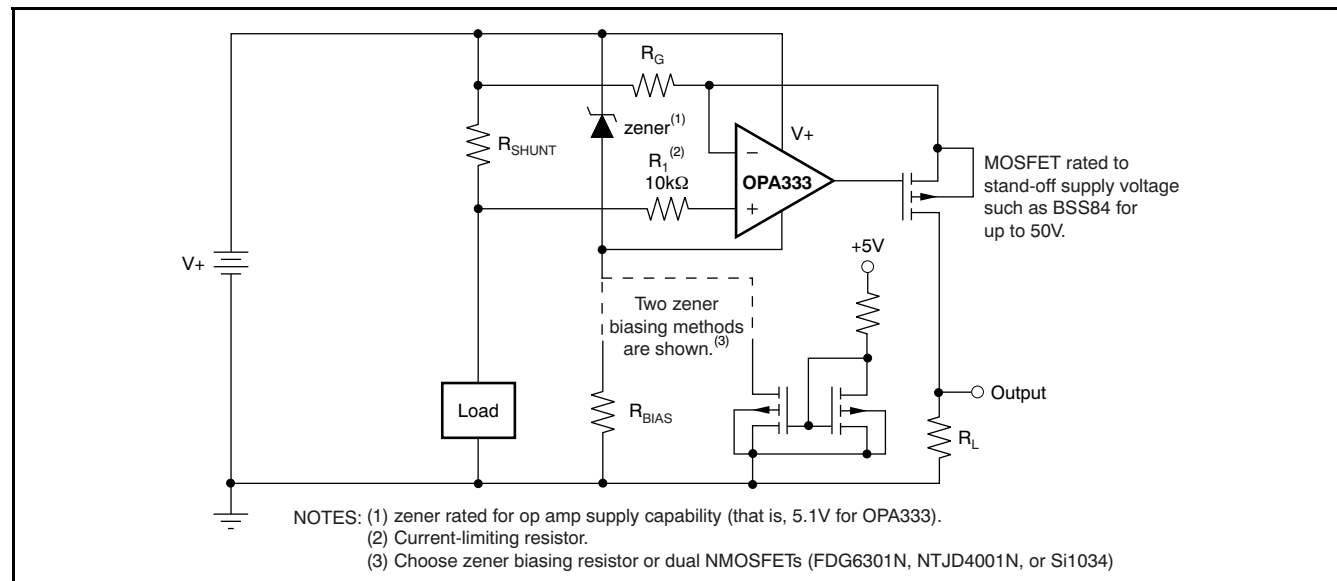 R_G
zener(1)
V+
R_SHUNT
R_1(2)
10kΩ
−
OPA333
+
MOSFET rated to
stand-off supply voltage
such as BSS84 for
up to 50V.
+5V
V+
Two zener
biasing methods
are shown.(3)
Output
Load
R_BIAS
R_L
NOTES: (1) zener rated for op amp supply capability (that is, 5.1V for OPA333).
(2) Current-limiting resistor.
(3) Choose zener biasing resistor or dual NMOSFETs (FDG6301N, NTJD4001N, or Si1034)